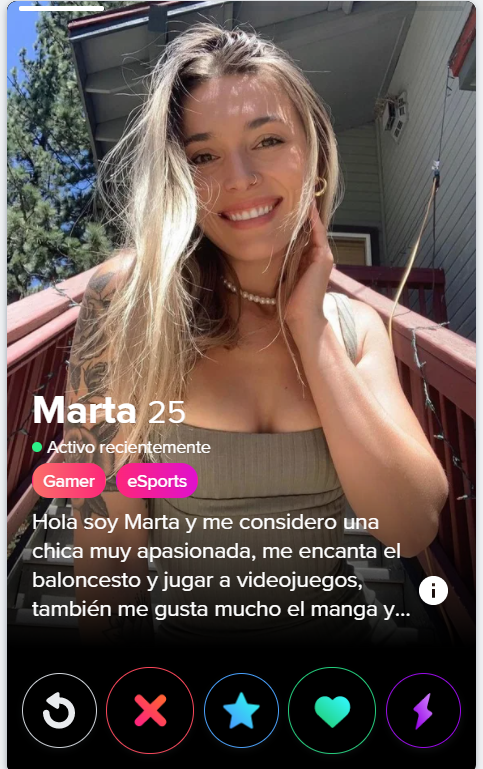 Marta 25
Activo recientemente
Gamer eSports
Hola soy Marta y me considero una
chica muy apasionada, me encanta el
baloncesto y jugar a videojuegos,
también me gusta mucho el manga y...